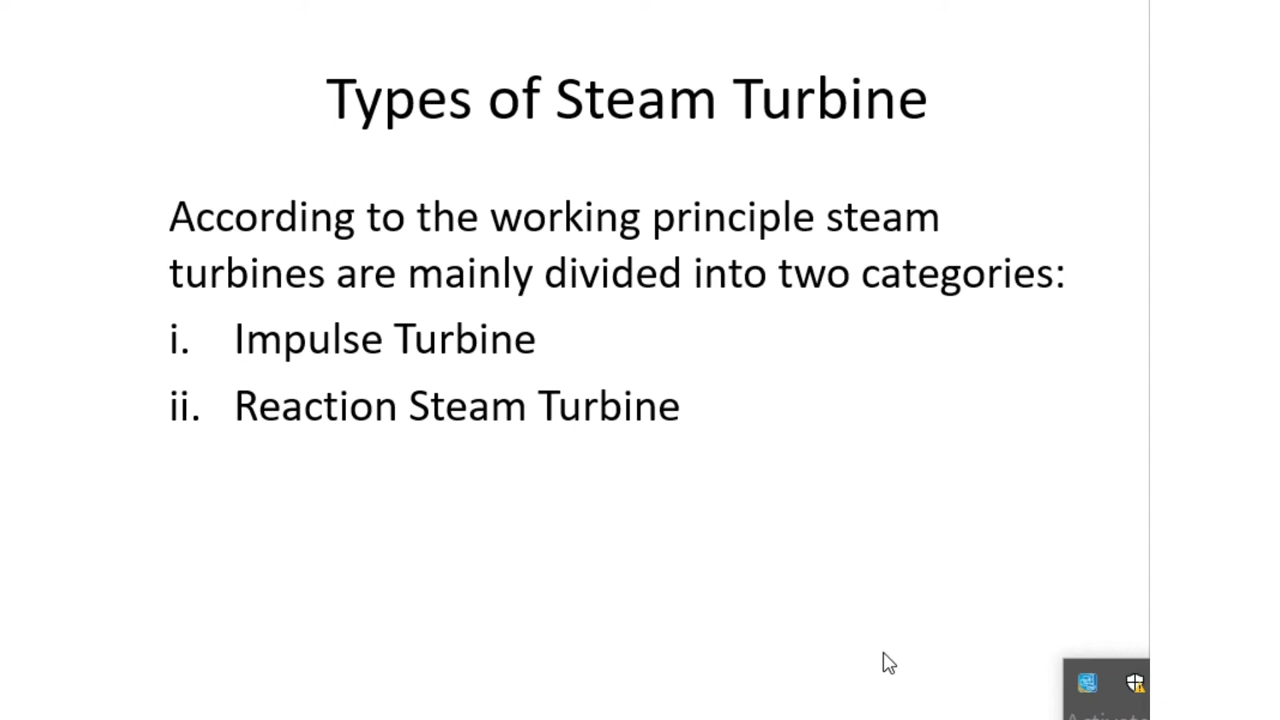 Types of Steam Turbine
According to the working principle steam
turbines are mainly divided into two categories:
i. Impulse Turbine
ii. Reaction Steam Turbine